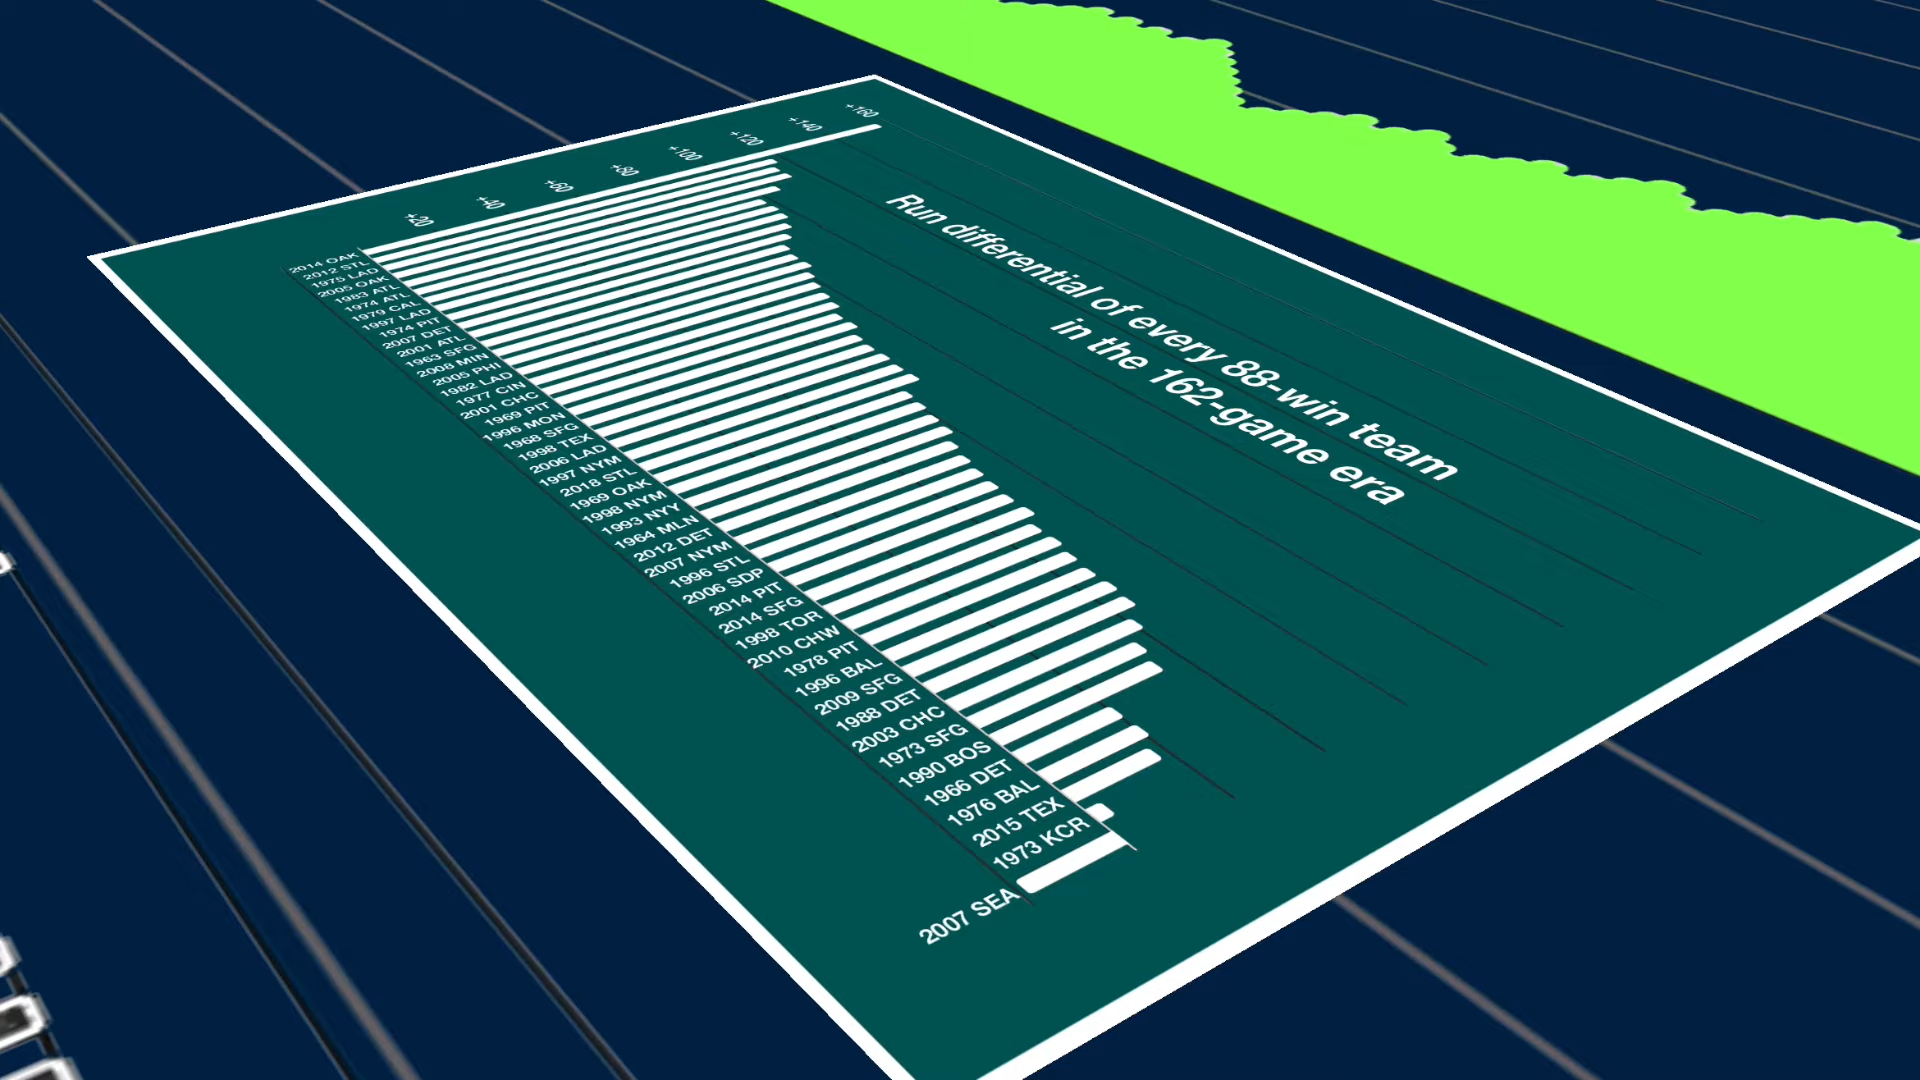 Run differential of every 88-win team
in the 162-game era
+160
+140
+120
+100
+80
+60
+40
+20
2014 OAK
2012 STL
1975 LAD
2005 OAK
1983 ATL
1974 ATL
1979 CAL
1997 LAD
1974 PIT
2007 DET
2001 ATL
1963 SFG
2008 MIN
2005 PHI
1982 LAD
1977 CIN
2001 CHC
1969 PIT
1996 MON
1968 SFG
1998 TEX
2006 LAD
1997 NYM
2018 STL
1969 OAK
1998 NYM
1993 NYY
1964 MLN
2012 DET
2007 NYM
1996 STL
2006 SDP
2014 PIT
2014 SFG
1998 TOR
2010 CHW
1978 PIT
1996 BAL
2009 SFG
1988 DET
2003 CHC
1973 SFG
1990 BOS
1966 DET
1976 BAL
2015 TEX
1973 KCR
2007 SEA